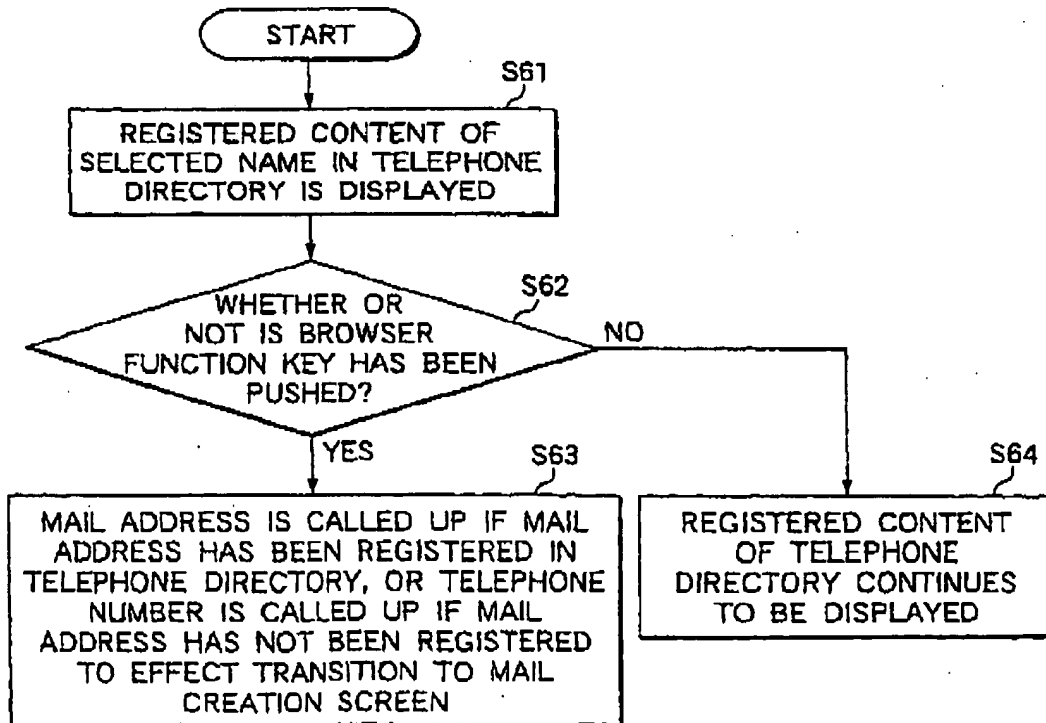 START
S61
REGISTERED CONTENT OF
SELECTED NAME IN TELEPHONE
DIRECTORY IS DISPLAYED
S62
WHETHER OR
NOT IS BROWSER
FUNCTION KEY HAS BEEN
PUSHED?
NO
YES
S63
MAIL ADDRESS IS CALLED UP IF MAIL
ADDRESS HAS BEEN REGISTERED IN
TELEPHONE DIRECTORY, OR TELEPHONE
NUMBER IS CALLED UP IF MAIL
ADDRESS HAS NOT BEEN REGISTERED
TO EFFECT TRANSITION TO MAIL
CREATION SCREEN
S64
REGISTERED CONTENT
OF TELEPHONE
DIRECTORY CONTINUES
TO BE DISPLAYED